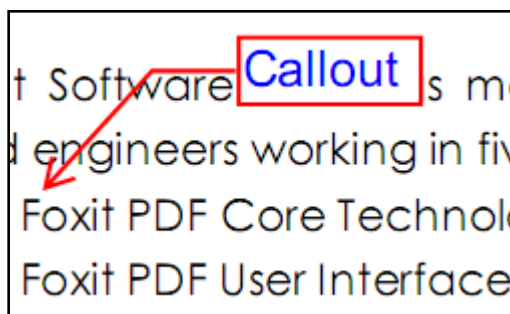 t Software Callout s m
engineers working in fiv
Foxit PDF Core Technol
Foxit PDF User Interface